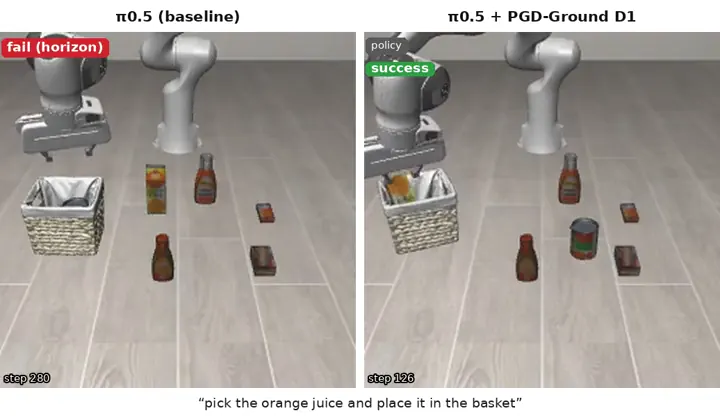 π0.5 (baseline)
π0.5 + PGD-Ground D1
fail (horizon)
policy
success
step 280
step 126
“pick the orange juice and place it in the basket”